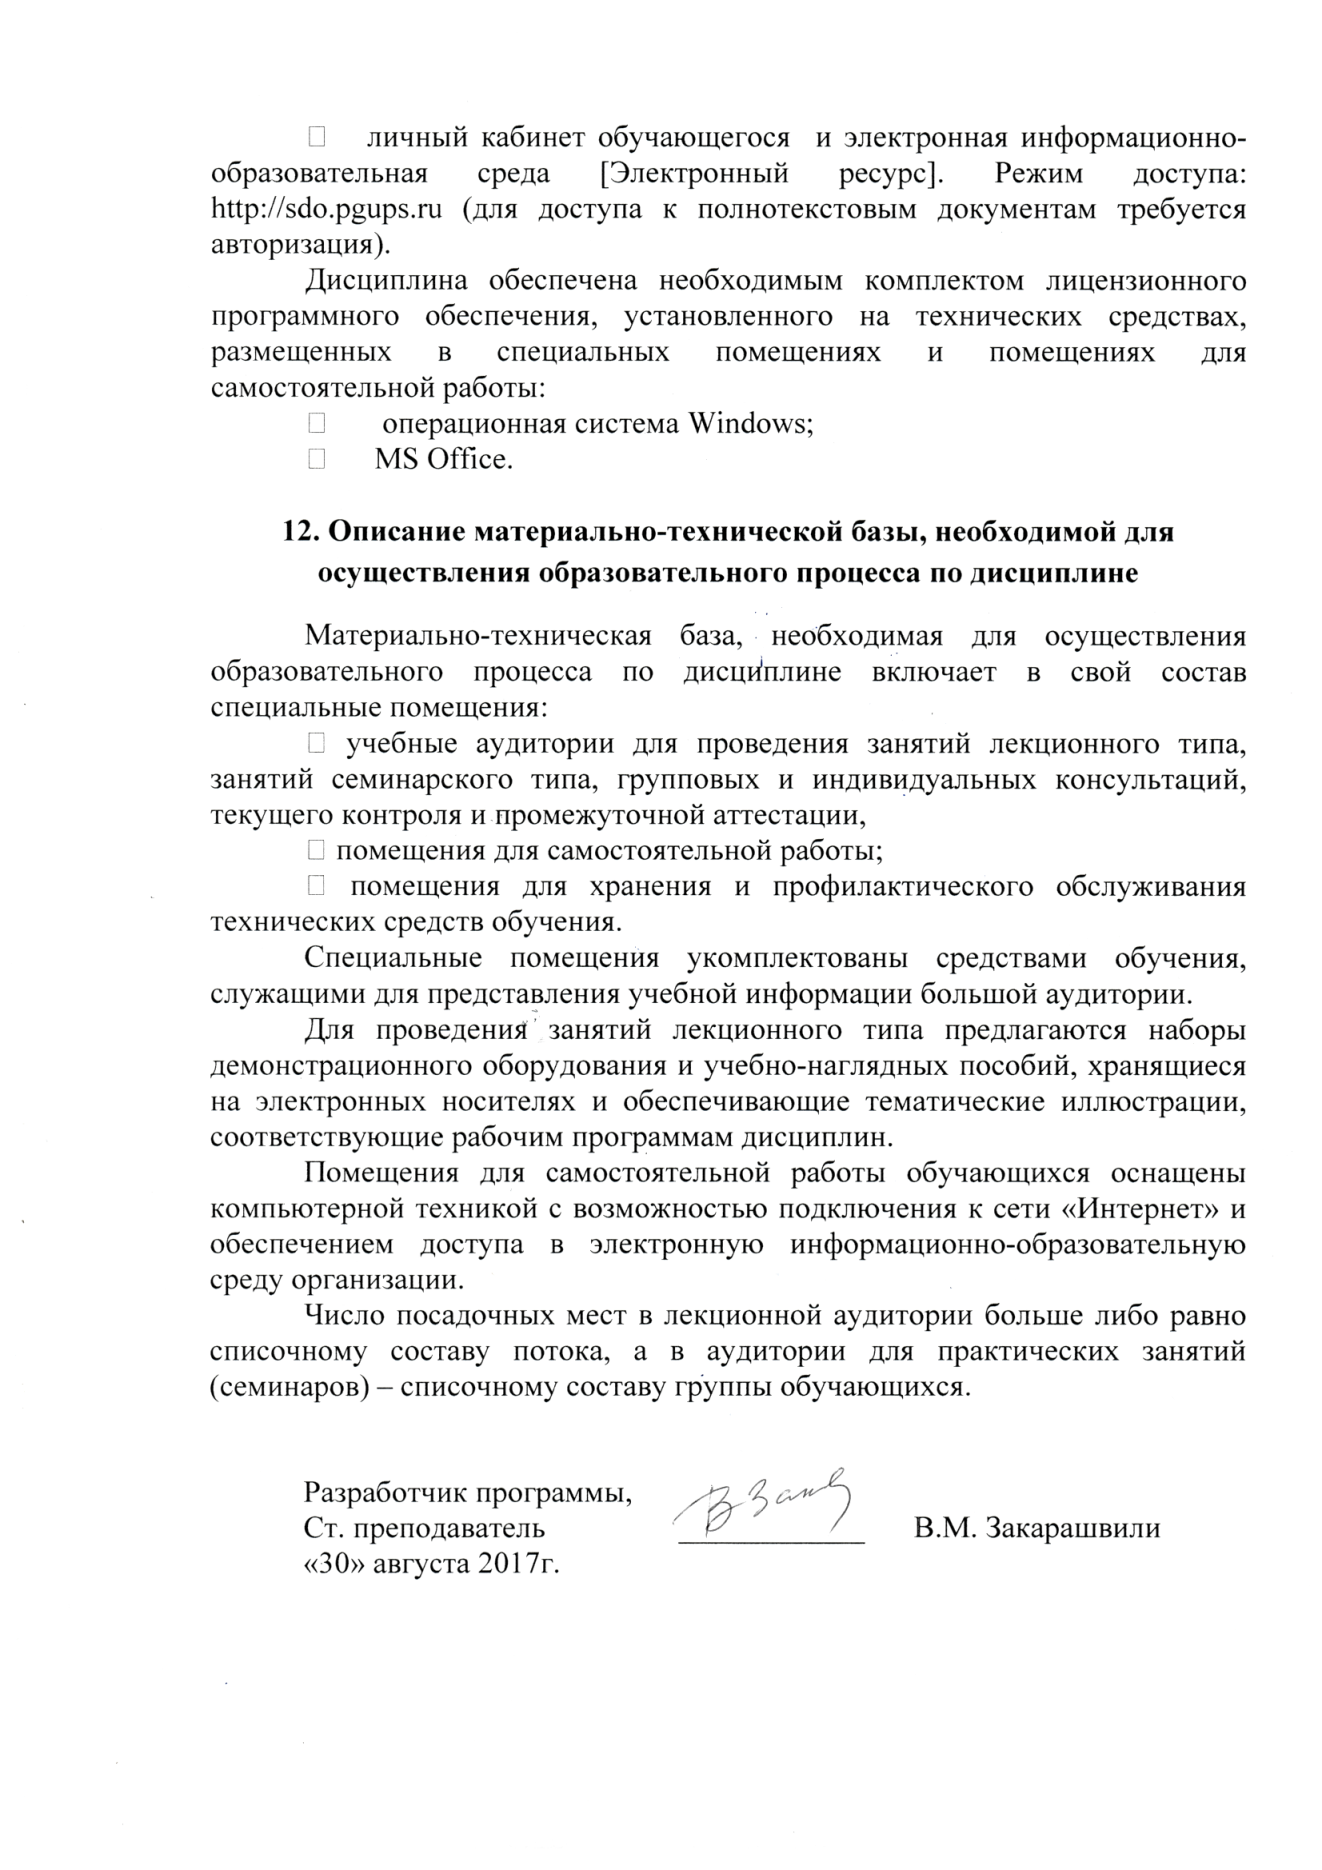 □ личный кабинет обучающегося и электронная информационно-
образовательная среда [Электронный ресурс]. Режим доступа:
http://sdo.pgups.ru (для доступа к полнотекстовым документам требуется
авторизация).
Дисциплина обеспечена необходимым комплектом лицензионного
программного обеспечения, установленного на технических средствах,
размещенных в специальных помещениях и помещениях для
самостоятельной работы:
□ операционная система Windows;
□ MS Office.
12. Описание материально-технической базы, необходимой для
осуществления образовательного процесса по дисциплине
Материально-техническая база, необходимая для осуществления
образовательного процесса по дисциплине включает в свой состав
специальные помещения:
□ учебные аудитории для проведения занятий лекционного типа,
занятий семинарского типа, групповых и индивидуальных консультаций,
текущего контроля и промежуточной аттестации,
□ помещения для самостоятельной работы;
□ помещения для хранения и профилактического обслуживания
технических средств обучения.
Специальные помещения укомплектованы средствами обучения,
служащими для представления учебной информации большой аудитории.
Для проведения занятий лекционного типа предлагаются наборы
демонстрационного оборудования и учебно-наглядных пособий, хранящиеся
на электронных носителях и обеспечивающие тематические иллюстрации,
соответствующие рабочим программам дисциплин.
Помещения для самостоятельной работы обучающихся оснащены
компьютерной техникой с возможностью подключения к сети «Интернет» и
обеспечением доступа в электронную информационно-образовательную
среду организации.
Число посадочных мест в лекционной аудитории больше либо равно
списочному составу потока, а в аудитории для практических занятий
(семинаров) – списочному составу группы обучающихся.
Разработчик программы,
Ст. преподаватель В.М. Закарашвили
«30» августа 2017г.